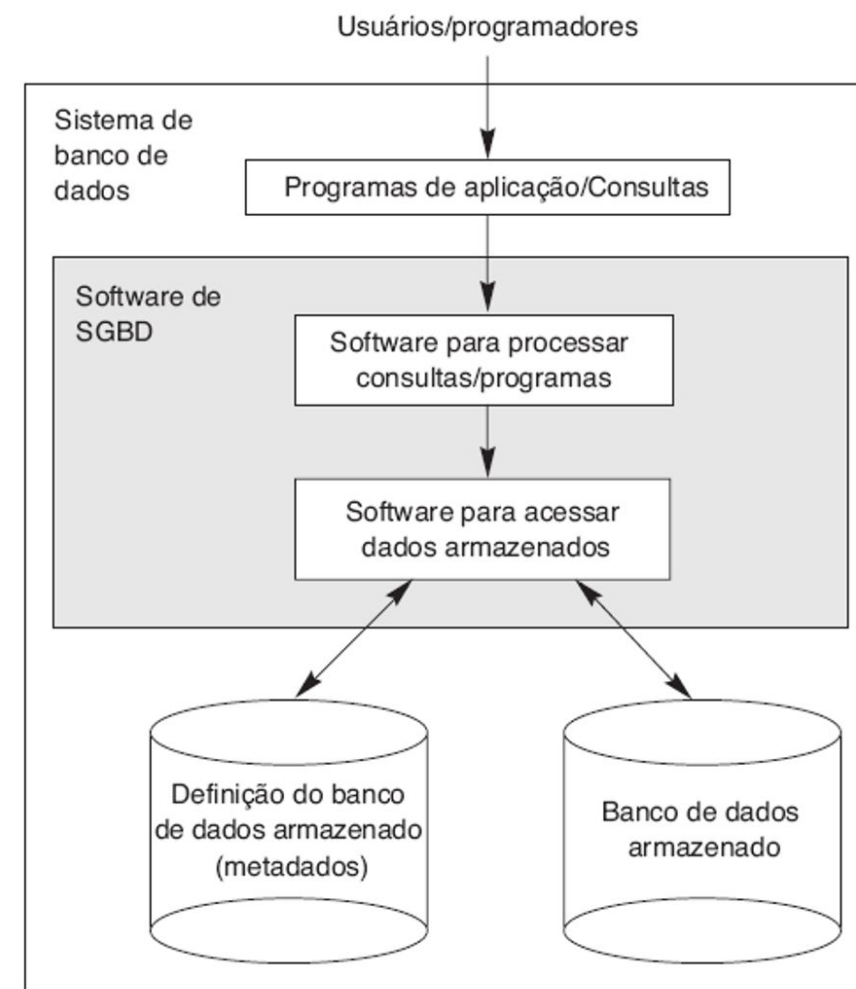 Usuários/programadores
Sistema de
banco de
dados
Programas de aplicação/Consultas
Software de
SGBD
Software para processar
consultas/programas
Software para acessar
dados armazenados
Definição do banco
de dados armazenado
(metadados)
Banco de dados
armazenado